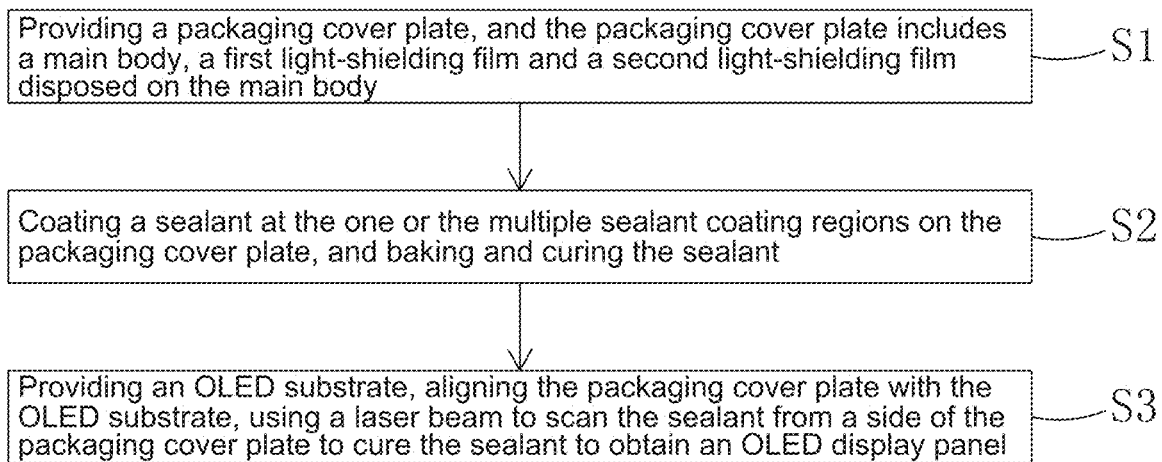 Providing a packaging cover plate, and the packaging cover plate includes
a main body, a first light-shielding film and a second light-shielding film
disposed on the main body
S1
Coating a sealant at the one or the multiple sealant coating regions on the
packaging cover plate, and baking and curing the sealant
S2
Providing an OLED substrate, aligning the packaging cover plate with the
OLED substrate, using a laser beam to scan the sealant from a side of the
packaging cover plate to cure the sealant to obtain an OLED display panel
S3